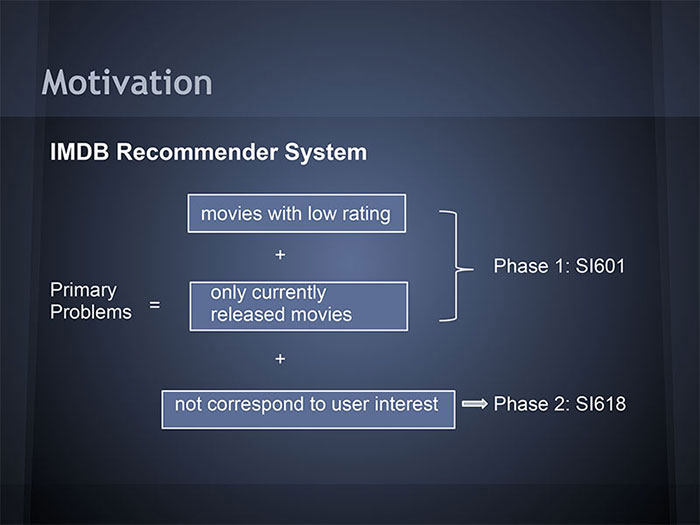 Motivation
IMDB Recommender System
movies with low rating
+
Phase 1: SI601
Primary
Problems
=
only currently
released movies
+
not correspond to user interest
Phase 2: SI618